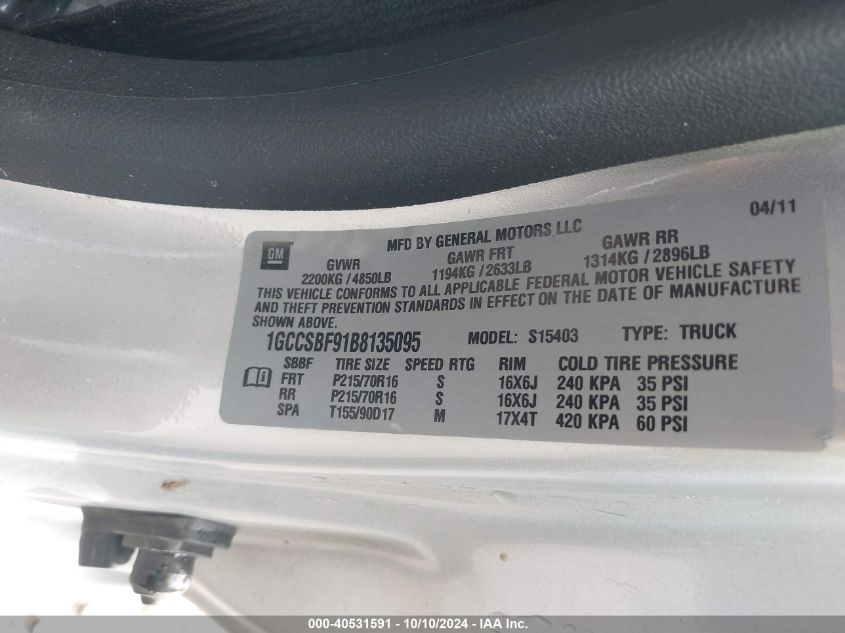 04/11
GM
MFD BY GENERAL MOTORS LLC
GVWR GAWR FRT GAWR RR
2200KG / 4850LB 1194KG / 2633LB 1314KG / 2896LB
THIS VEHICLE CONFORMS TO ALL APPLICABLE FEDERAL MOTOR VEHICLE SAFETY
AND THEFT PREVENTION STANDARDS IN EFFECT ON THE DATE OF MANUFACTURE
SHOWN ABOVE.
1GCCSBF91B8135095 MODEL: S15403 TYPE: TRUCK
SBBF TIRE SIZE SPEED RTG RIM COLD TIRE PRESSURE
FRT P215/70R16 S 16X6J 240 KPA 35 PSI
RR P215/70R16 S 16X6J 240 KPA 35 PSI
SPA T155/90D17 M 17X4T 420 KPA 60 PSI
000-40531591 - 10/10/2024 - IAA Inc.